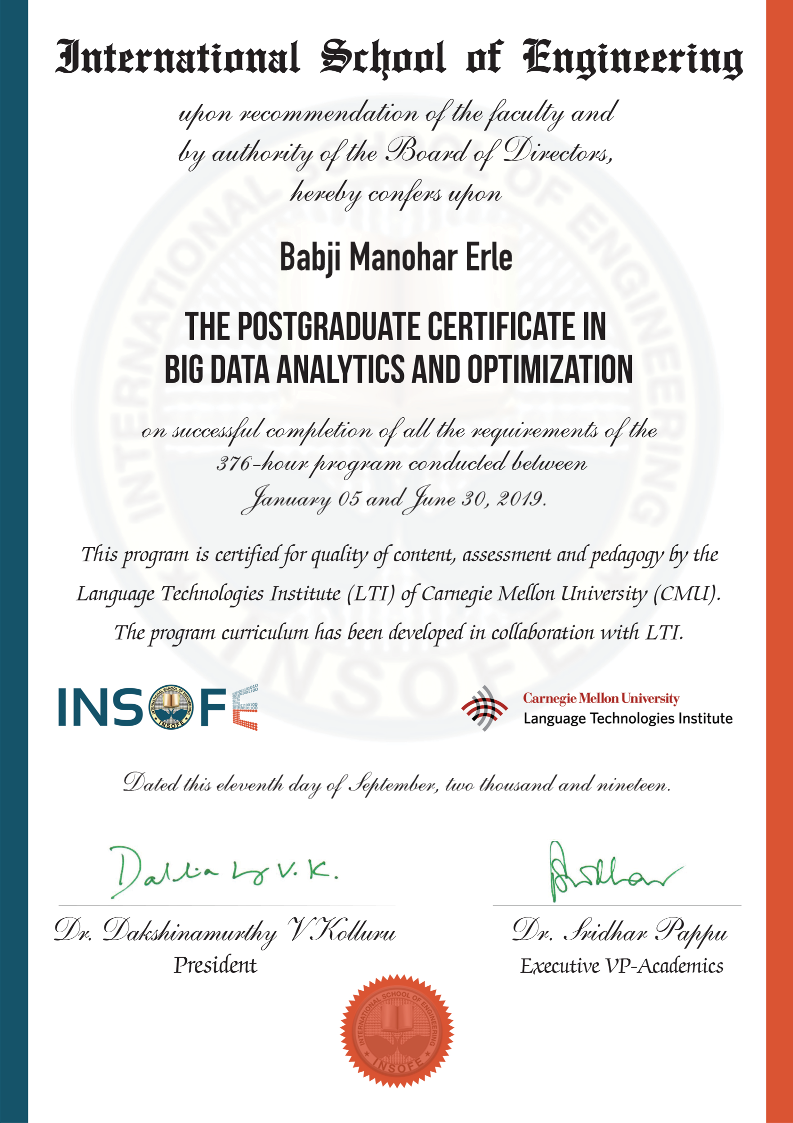 International School of Engineering
upon recommendation of the faculty and
by authority of the Board of Directors,
hereby confers upon
Babji Manohar Erle
THE POSTGRADUATE CERTIFICATE IN
BIG DATA ANALYTICS AND OPTIMIZATION
on successful completion of all the requirements of the
376-hour program conducted between
January 05 and June 30, 2019.
This program is certified for quality of content, assessment and pedagogy by the
Language Technologies Institute (LTI) of Carnegie Mellon University (CMU).
The program curriculum has been developed in collaboration with LTI.
INSOFE
Carnegie Mellon University
Language Technologies Institute
Dated this eleventh day of September, two thousand and nineteen.
Dr. Dakshinamurthy V Kolluru
Dr. Sridhar Pappu
President
Executive VP-Academics
INTERNATIONAL SCHOOL OF ENGINEERING
INSOFE